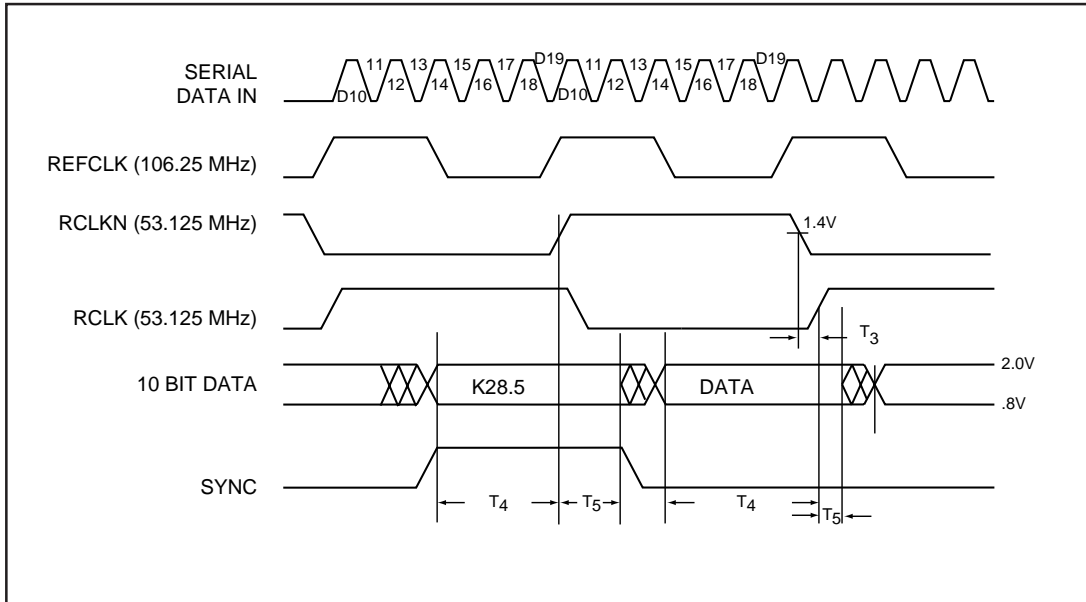 SERIAL
DATA IN
D10 11 12 13 14 15 16 17 18 D19 D10 11 12 13 14 15 16 17 18 D19
REFCLK (106.25 MHz)
RCLKN (53.125 MHz)
1.4V
RCLK (53.125 MHz)
T3
10 BIT DATA
K28.5
DATA
2.0V
.8V
SYNC
T4
T5
T4
T5